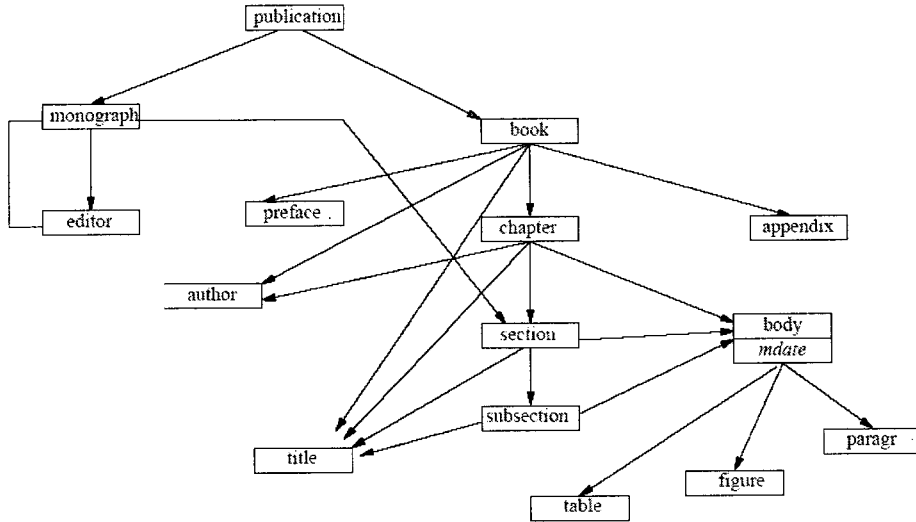 publication
monograph
book
editor
preface .
chapter
appendix
author
section
body
mdate
subsection
paragr
title
figure
table